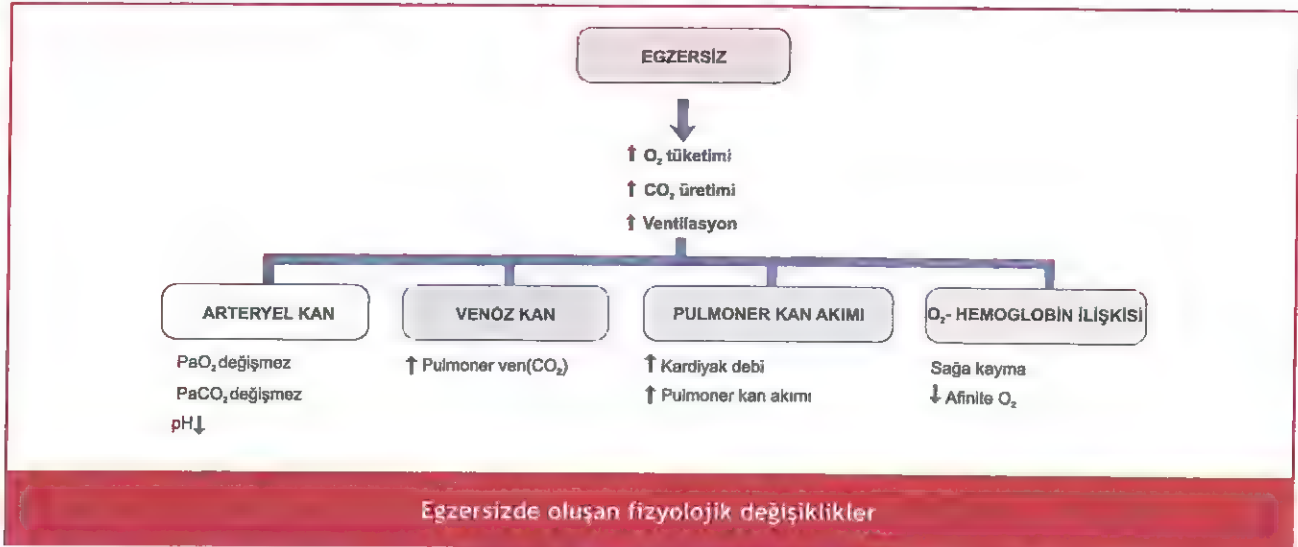 EGZERSİZ
↑ O₂ tüketimi
↑ CO₂ üretimi
↑ Ventilasyon
ARTERYEL KAN
PaO₂ değişmez
PaCO₂ değişmez
pH↓
VENÖZ KAN
↑ Pulmoner ven(CO₂)
PULMONER KAN AKIMI
↑ Kardiyak debi
↑ Pulmoner kan akımı
O₂- HEMOGLOBİN İLİŞKİSİ
Sağa kayma
↓ Afinite O₂
Egzersizde oluşan fizyolojik değişiklikler